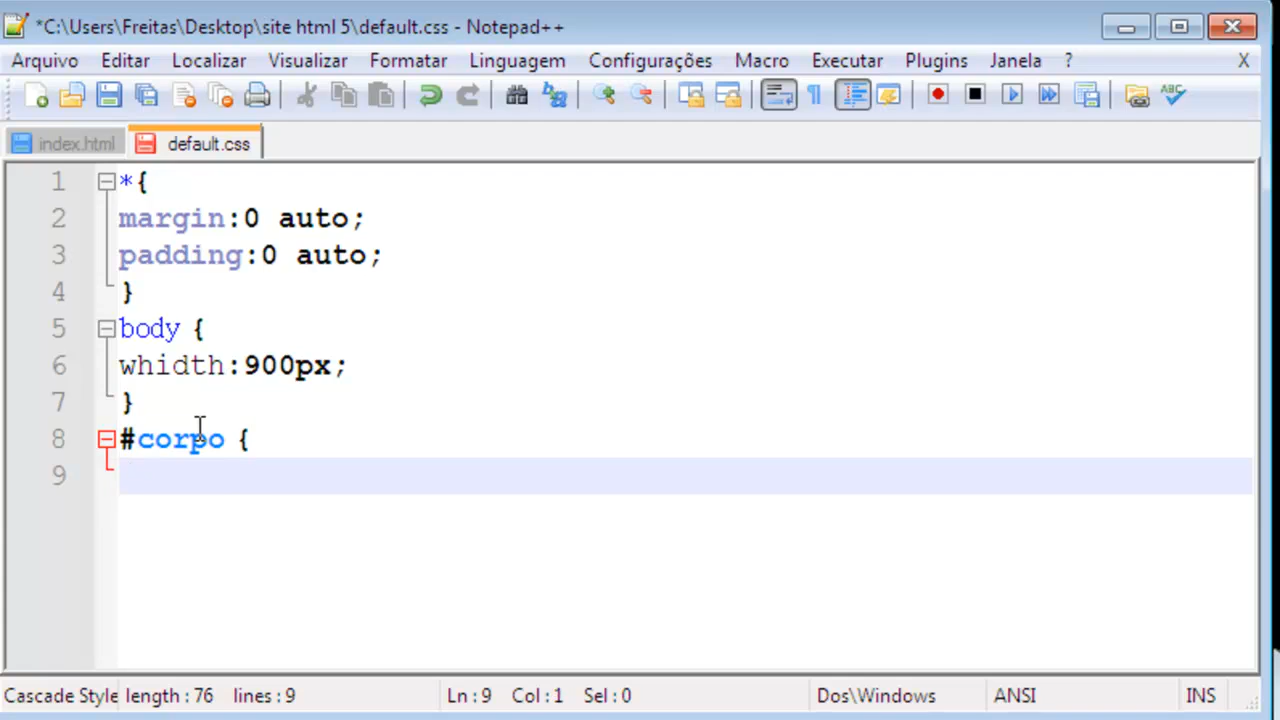 *C:\Users\Freitas\Desktop\site html 5\default.css - Notepad++
Arquivo Editar Localizar Visualizar Formatar Linguagem Configurações Macro Executar Plugins Janela ? X
ABC
index.html default.css
1 *{
2 margin:0 auto;
3 padding:0 auto;
4 }
5 body {
6 whidth:900px;
7 }
8 #corpo {
9
Cascade Style length : 76 lines : 9 Ln : 9 Col : 1 Sel : 0 Dos\Windows ANSI INS